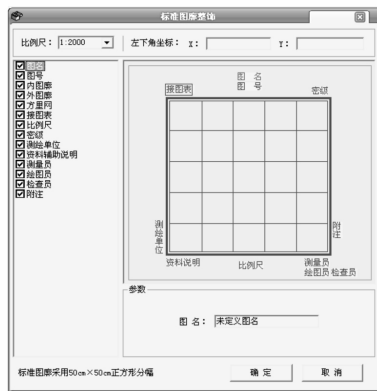 标准图廓整饰
比例尺： 1:2000 左下角坐标： X： Y：
图名
图号
内图廓
外图廓
方里网
接图表
比例尺
密级
测绘单位
资料辅助说明
测量员
绘图员
检查员
附注
图 名
图 号
接图表
密级
测绘单位
附注
资料说明
比例尺
测量员
绘图员 检查员
参数
图 名： 未定义图名
标准图廓采用50cm×50cm正方形分幅
确 定 取 消